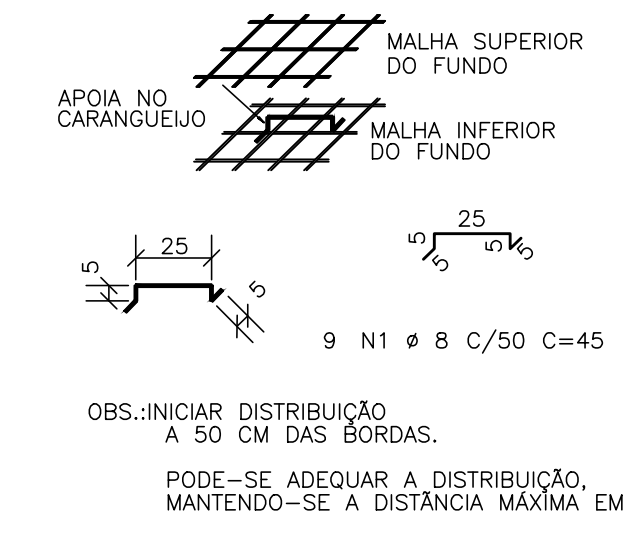 MALHA SUPERIOR
DO FUNDO
APOIA NO
CARANGUEIJO
MALHA INFERIOR
DO FUNDO
25
5
5
25
5
5
5
5
9 N1 ø 8 C/50 C=45
OBS.:INICIAR DISTRIBUIÇÃO
A 50 CM DAS BORDAS.
PODE-SE ADEQUAR A DISTRIBUIÇÃO,
MANTENDO-SE A DISTÃNCIA MÁXIMA EM